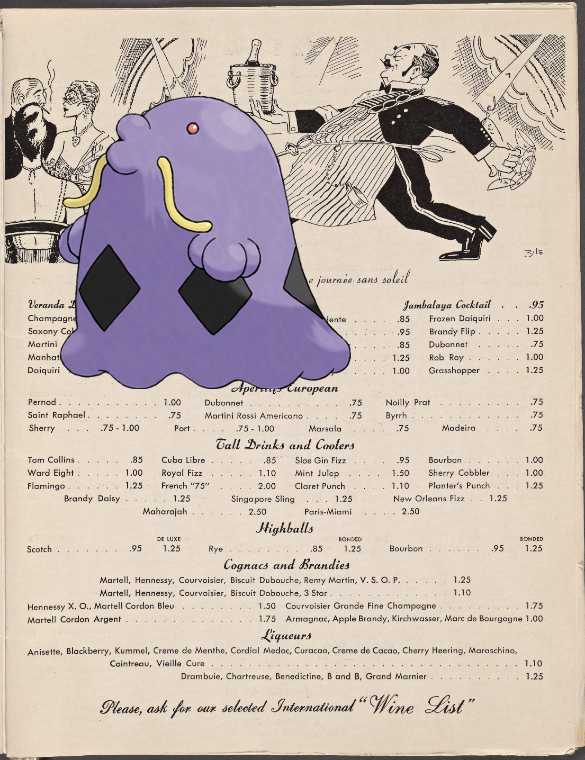 3/18
e journée sans soleil
Veranda
Jambalaya Cocktail . . .95
Champagne
.85 Frozen Daiquiri . . 1.00
Saxony
.95 Brandy Flip . . . 1.25
Martini
.85 Dubonnet . . . .75
Manhat
1.25 Rob Roy . . . 1.00
Daiquiri
1.00 Grasshopper . . . 1.25
Aperitifs European
Pernod . . . 1.00 Dubonnet . . . .75 Noilly Prat . . . .75
Saint Raphael . . . .75 Martini Rossi Americano . . . .75 Byrrh . . . .75
Sherry . . . .75 - 1.00 Port . . . .75 - 1.00 Marsala . . . .75 Madeira . . . .75
Tall Drinks and Coolers
Tom Collins . . . .85 Cuba Libre . . . .85 Sloe Gin Fizz . . . .95 Bourbon . . . 1.00
Ward Eight . . . 1.00 Royal Fizz . . . 1.10 Mint Julep . . . 1.50 Sherry Cobbler . . . 1.00
Flamingo . . . 1.25 French "75" . . . 2.00 Claret Punch . . . 1.10 Planter's Punch . . . 1.25
Brandy Daisy . . . 1.25 Singapore Sling . . . 1.25 New Orleans Fizz . . . 1.25
Maharajah . . . 2.50 Paris-Miami . . . 2.50
Highballs
DE LUXE BONDED BONDED
Scotch . . . .95 1.25 Rye . . . .85 1.25 Bourbon . . . .95 1.25
Cognacs and Brandies
Martell, Hennessy, Courvoisier, Biscuit Dubouche, Remy Martin, V. S. O. P. . . . 1.25
Martell, Hennessy, Courvoisier, Biscuit Dobouche, 3 Star . . . 1.10
Hennessy X. O., Martell Cordon Bleu . . . 1.50 Courvoisier Grande Fine Champagne . . . 1.75
Martell Cordon Argent . . . 1.75 Armagnac, Apple Brandy, Kirchwasser, Marc de Bourgogne 1.00
Liqueurs
Anisette, Blackberry, Kummel, Creme de Menthe, Cordial Medoc, Curacao, Creme de Cacao, Cherry Heering, Maraschino,
Cointreau, Vieille Cure . . . 1.10
Drambuie, Chartreuse, Benedictine, B and B, Grand Marnier . . . 1.25
Please, ask for our selected International "Wine List"